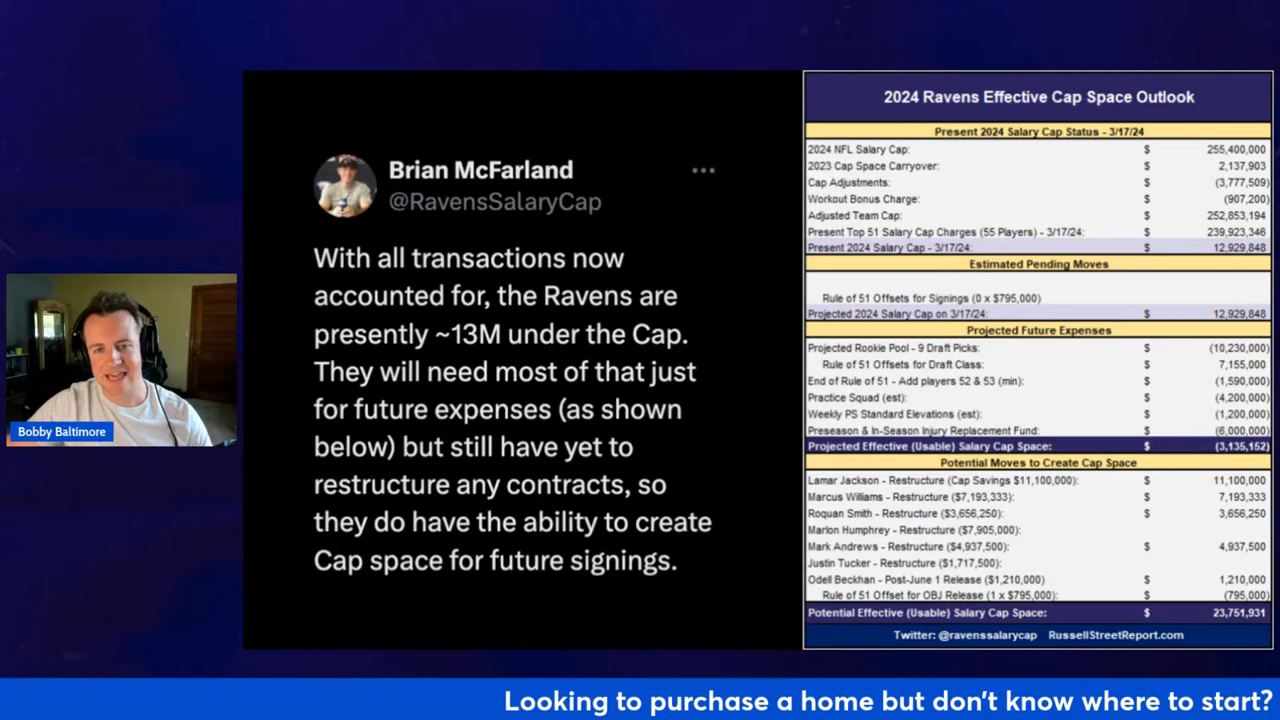 Brian McFarland
@RavensSalaryCap
With all transactions now
accounted for, the Ravens are
presently ~13M under the Cap.
They will need most of that just
for future expenses (as shown
below) but still have yet to
restructure any contracts, so
they do have the ability to create
Cap space for future signings.
2024 Ravens Effective Cap Space Outlook
Present 2024 Salary Cap Status - 3/17/24
2024 NFL Salary Cap: $ 255,400,000
2023 Cap Space Carryover: $ 2,137,903
Cap Adjustments: $ (3,777,509)
Workout Bonus Charge: $ (907,200)
Adjusted Team Cap: $ 252,853,194
Present Top 51 Salary Cap Charges (55 Players) - 3/17/24: $ 239,923,346
Present 2024 Salary Cap - 3/17/24: $ 12,929,848
Estimated Pending Moves
Rule of 51 Offsets for Signings (0 x $795,000)
Projected 2024 Salary Cap on 3/17/24: $ 12,929,848
Projected Future Expenses
Projected Rookie Pool - 9 Draft Picks: $ (10,230,000)
Rule of 51 Offsets for Draft Class: $ 7,155,000
End of Rule of 51 - Add players 52 & 53 (min): $ (1,590,000)
Practice Squad (est): $ (4,200,000)
Weekly PS Standard Elevations (est): $ (1,200,000)
Preseason & In-Season Injury Replacement Fund: $ (6,000,000)
Projected Effective (Usable) Salary Cap Space: $ (3,135,152)
Potential Moves to Create Cap Space
Lamar Jackson - Restructure (Cap Savings $11,100,000): $ 11,100,000
Marcus Williams - Restructure ($7,193,333): $ 7,193,333
Roquan Smith - Restructure ($3,656,250): $ 3,656,250
Marlon Humphrey - Restructure ($7,905,000):
Mark Andrews - Restructure ($4,937,500): $ 4,937,500
Justin Tucker - Restructure ($1,717,500):
Odell Beckhan - Post-June 1 Release ($1,210,000) $ 1,210,000
Rule of 51 Offset for OBJ Release (1 x $795,000): $ (795,000)
Potential Effective (Usable) Salary Cap Space: $ 23,751,931
Twitter: @ravenssalarycap RussellStreetReport.com
Bobby Baltimore
Looking to purchase a home but don't know where to start?